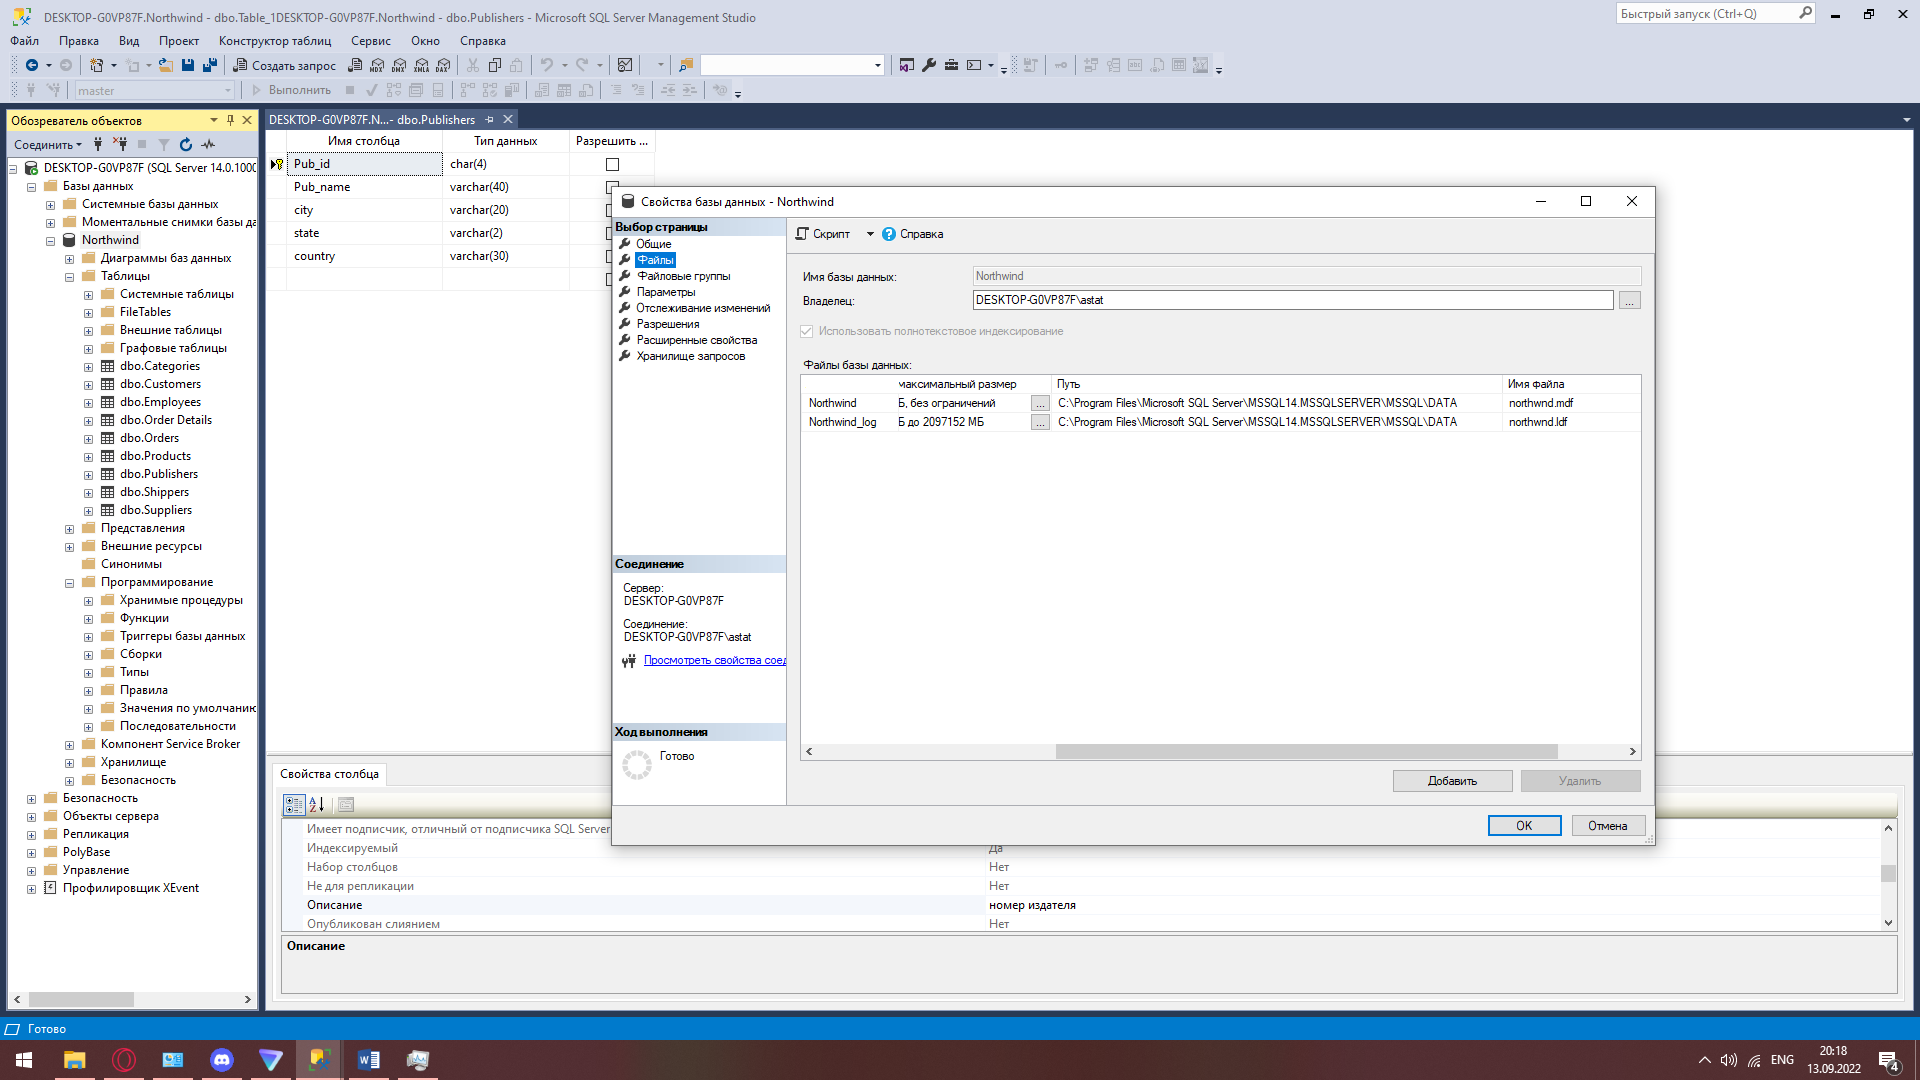 DESKTOP-G0VP87F.Northwind - dbo.Table_1DESKTOP-G0VP87F.Northwind - dbo.Publishers - Microsoft SQL Server Management Studio
Быстрый запуск (Ctrl+Q)
Файл Правка Вид Проект Конструктор таблиц Сервис Окно Справка
Создать запрос
MDX DMX XMLA DAX
master
Выполнить
Обозреватель объектов
Соединить
DESKTOP-G0VP87F (SQL Server 14.0.1000
Базы данных
Системные базы данных
Моментальные снимки базы да
Northwind
Диаграммы баз данных
Таблицы
Системные таблицы
FileTables
Внешние таблицы
Графовые таблицы
dbo.Categories
dbo.Customers
dbo.Employees
dbo.Order Details
dbo.Orders
dbo.Products
dbo.Publishers
dbo.Shippers
dbo.Suppliers
Представления
Внешние ресурсы
Синонимы
Программирование
Хранимые процедуры
Функции
Триггеры базы данных
Сборки
Типы
Правила
Значения по умолчанию
Последовательности
Компонент Service Broker
Хранилище
Безопасность
Безопасность
Объекты сервера
Репликация
PolyBase
Управление
Профилировщик XEvent
DESKTOP-G0VP87F.N...- dbo.Publishers
Имя столбца Тип данных Разрешить ...
Pub_id char(4)
Pub_name varchar(40)
city varchar(20)
state varchar(2)
country varchar(30)
Свойства базы данных - Northwind
Выбор страницы
Общие
Файлы
Файловые группы
Параметры
Отслеживание изменений
Разрешения
Расширенные свойства
Хранилище запросов
Соединение
Сервер:
DESKTOP-G0VP87F
Соединение:
DESKTOP-G0VP87F\astat
Просмотреть свойства соед
Ход выполнения
Готово
Скрипт Справка
Имя базы данных: Northwind
Владелец: DESKTOP-G0VP87F\astat ...
Использовать полнотекстовое индексирование
Файлы базы данных:
максимальный размер Путь Имя файла
Northwind Б, без ограничений ... C:\Program Files\Microsoft SQL Server\MSSQL14.MSSQLSERVER\MSSQL\DATA northwnd.mdf
Northwind_log Б до 2097152 МБ ... C:\Program Files\Microsoft SQL Server\MSSQL14.MSSQLSERVER\MSSQL\DATA northwnd.ldf
Добавить Удалить
OK Отмена
Свойства столбца
Имеет подписчик, отличный от подписчика SQL Server
Индексируемый Да
Набор столбцов Нет
Не для репликации Нет
Описание номер издателя
Опубликован слиянием Нет
Описание
Готово
ENG
20:18
13.09.2022
4